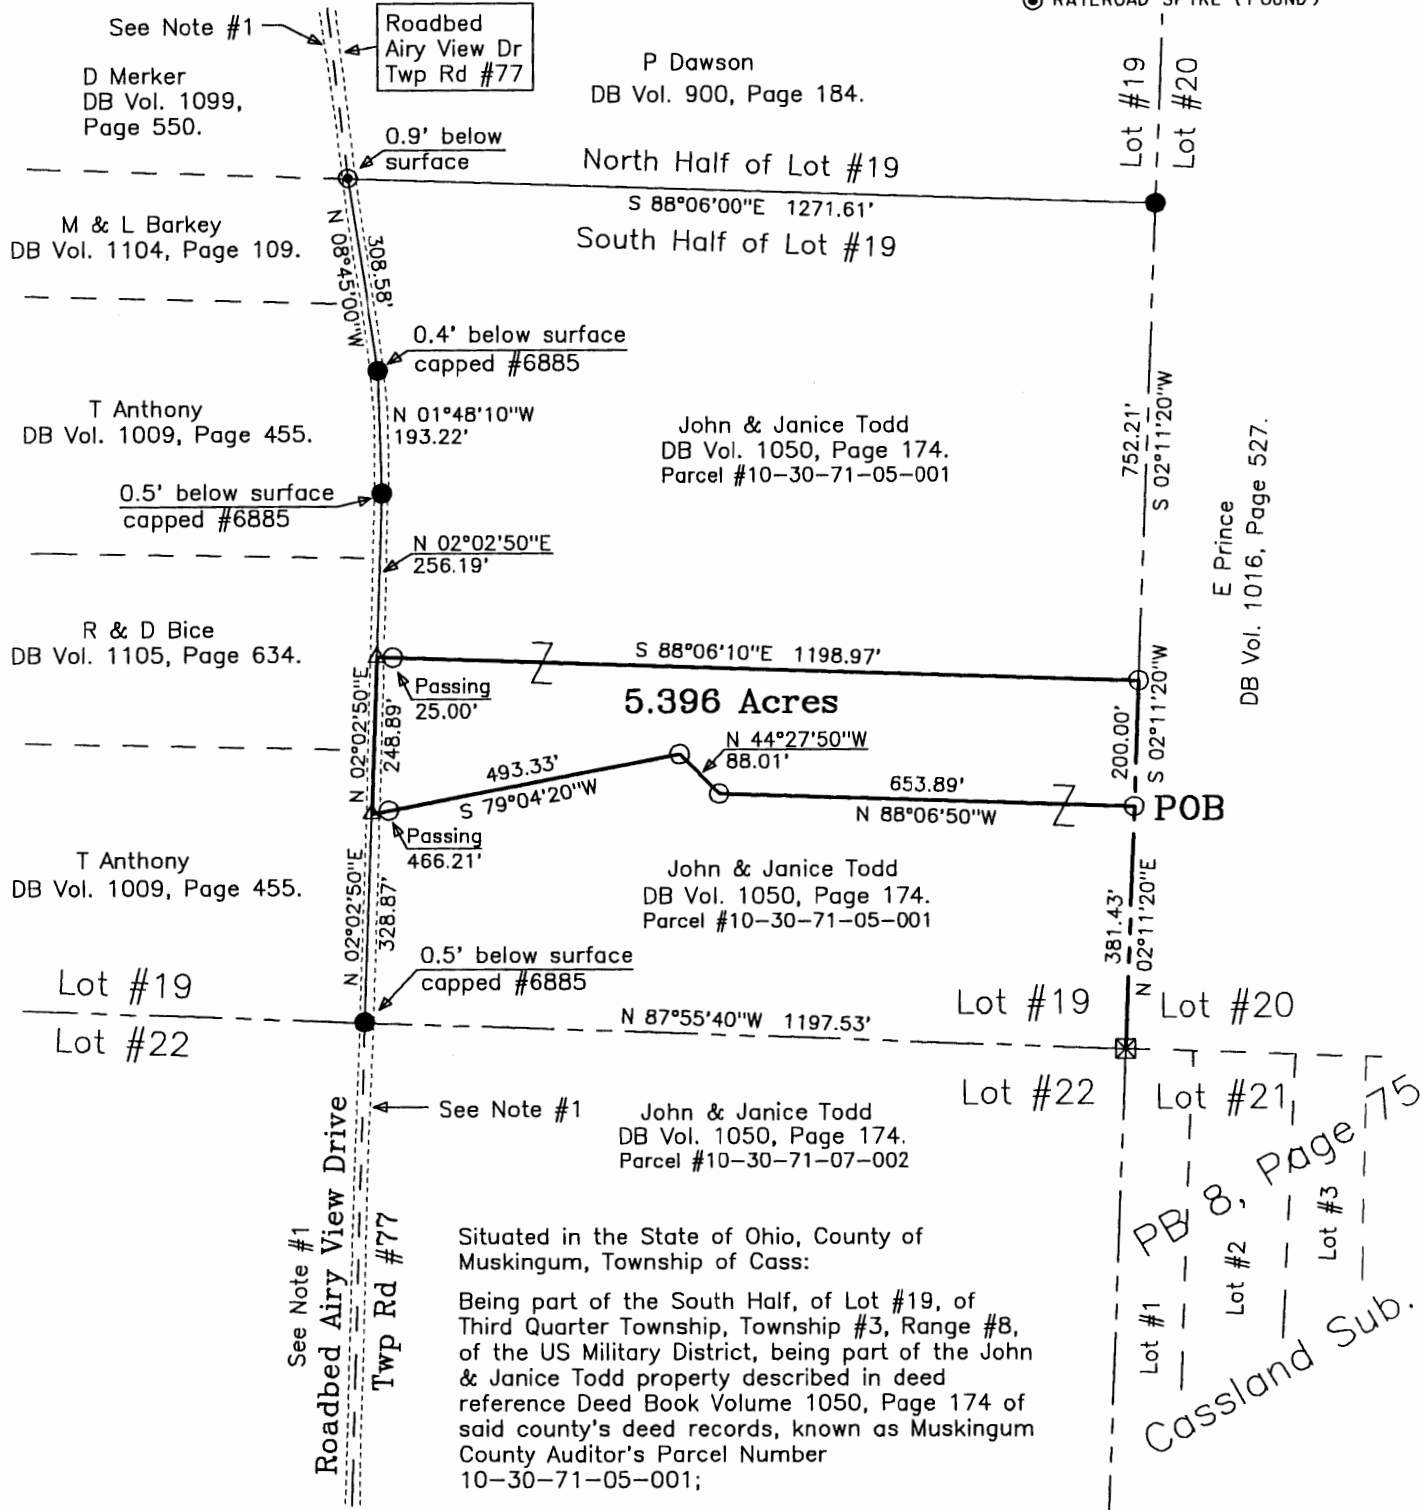 RAILROAD SPIKE (FOUND)
See Note #1
Roadbed
Airy View Dr
Twp Rd #77
P Dawson
DB Vol. 900, Page 184.
Lot #19
Lot #20
D Merker
DB Vol. 1099,
Page 550.
0.9' below
surface
North Half of Lot #19
S 88°06'00"E 1271.61'
South Half of Lot #19
M & L Barkey
DB Vol. 1104, Page 109.
N 08°45'00"W
308.58'
0.4' below surface
capped #6885
T Anthony
DB Vol. 1009, Page 455.
N 01°48'10"W
193.22'
John & Janice Todd
DB Vol. 1050, Page 174.
Parcel #10-30-71-05-001
752.21'
S 02°11'20"W
E Prince
DB Vol. 1016, Page 527.
0.5' below surface
capped #6885
N 02°02'50"E
256.19'
R & D Bice
DB Vol. 1105, Page 634.
S 88°06'10"E 1198.97'
Passing
25.00'
5.396 Acres
N 02°02'50"E
248.89'
N 44°27'50"W
88.01'
200.00'
S 02°11'20"W
493.33'
S 79°04'20"W
653.89'
N 88°06'50"W
POB
Passing
466.21'
T Anthony
DB Vol. 1009, Page 455.
N 02°02'50"E
328.87'
John & Janice Todd
DB Vol. 1050, Page 174.
Parcel #10-30-71-05-001
381.43'
N 02°11'20"E
0.5' below surface
capped #6885
Lot #19
Lot #22
N 87°55'40"W 1197.53'
Lot #19
Lot #20
Lot #22
Lot #21
See Note #1
John & Janice Todd
DB Vol. 1050, Page 174.
Parcel #10-30-71-07-002
PB 8, Page 75
Lot #1
Lot #2
Lot #3
Cassland Sub.
See Note #1
Roadbed Airy View Drive
Twp Rd #77
Situated in the State of Ohio, County of
Muskingum, Township of Cass:
Being part of the South Half, of Lot #19, of
Third Quarter Township, Township #3, Range #8,
of the US Military District, being part of the John
& Janice Todd property described in deed
reference Deed Book Volume 1050, Page 174 of
said county's deed records, known as Muskingum
County Auditor's Parcel Number
10-30-71-05-001;